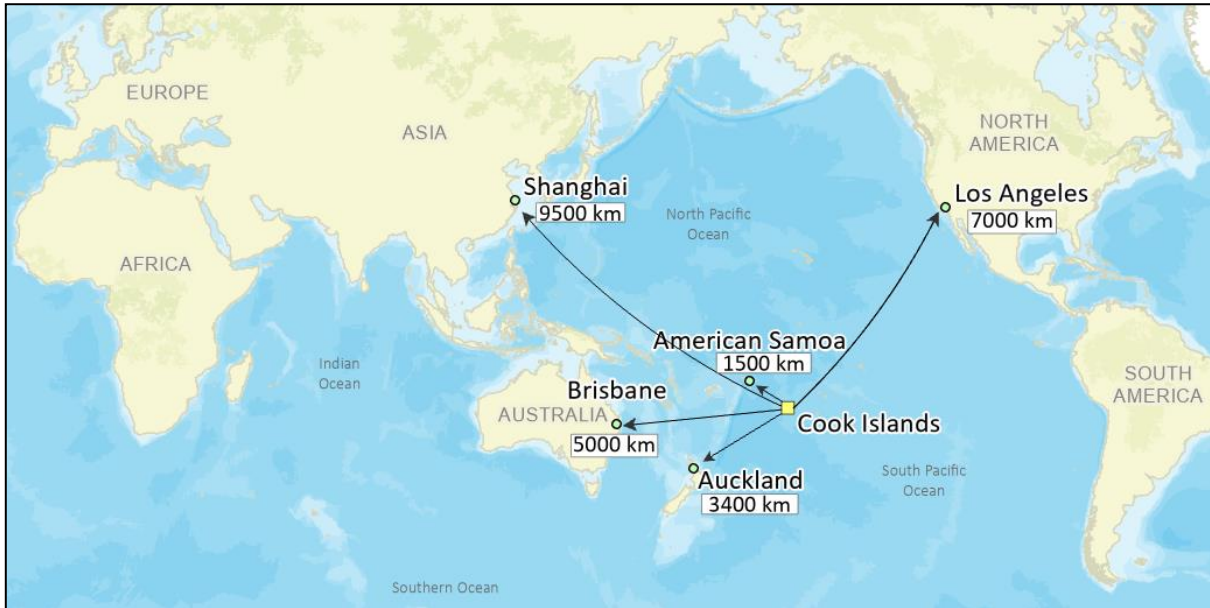 EUROPE
ASIA
NORTH
AMERICA
Shanghai
9500 km
Los Angeles
7000 km
North Pacific
Ocean
AFRICA
American Samoa
1500 km
Indian
Ocean
Brisbane
AUSTRALIA
5000 km
Cook Islands
SOUTH
AMERICA
Auckland
3400 km
South Pacific
Ocean
Southern Ocean